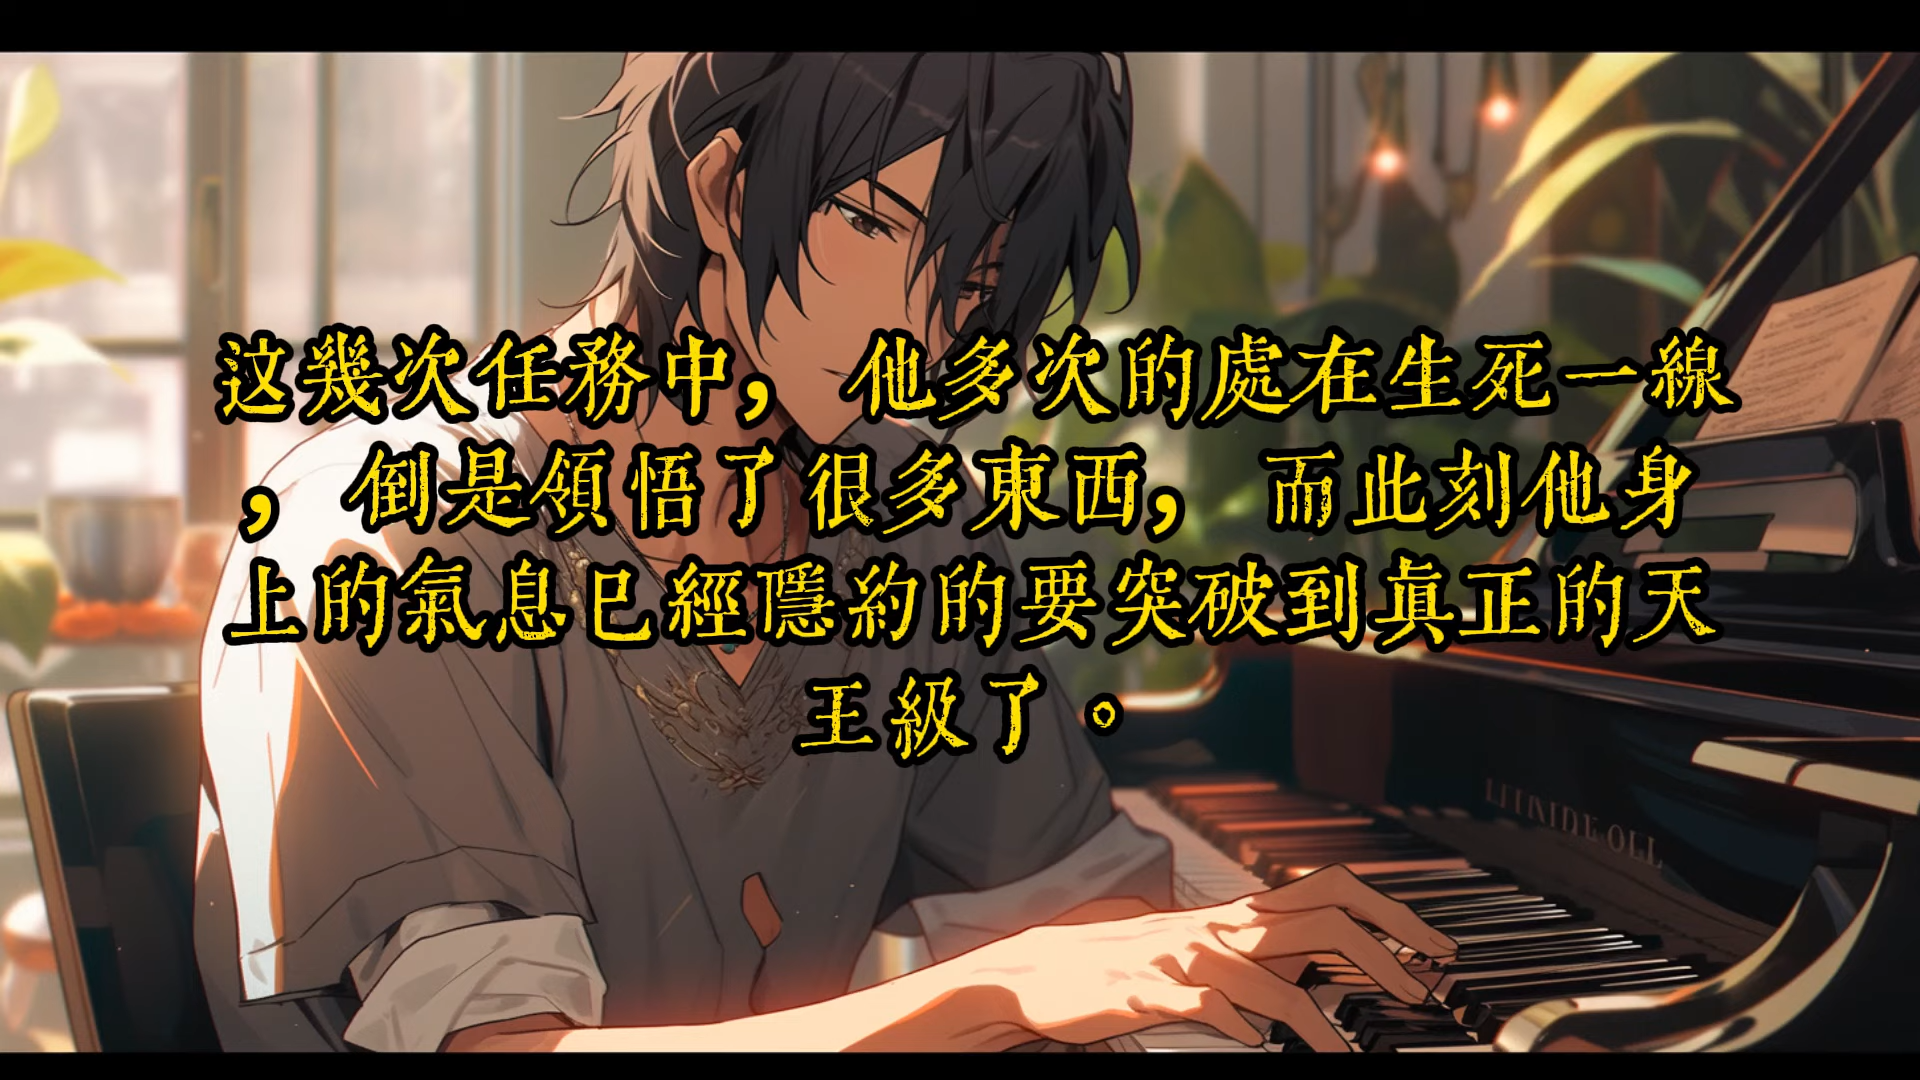 这幾次任務中，他多次的處在生死一線
，倒是領悟了很多東西，而此刻他身
上的氣息已經隱約的要突破到眞正的天
王級了。